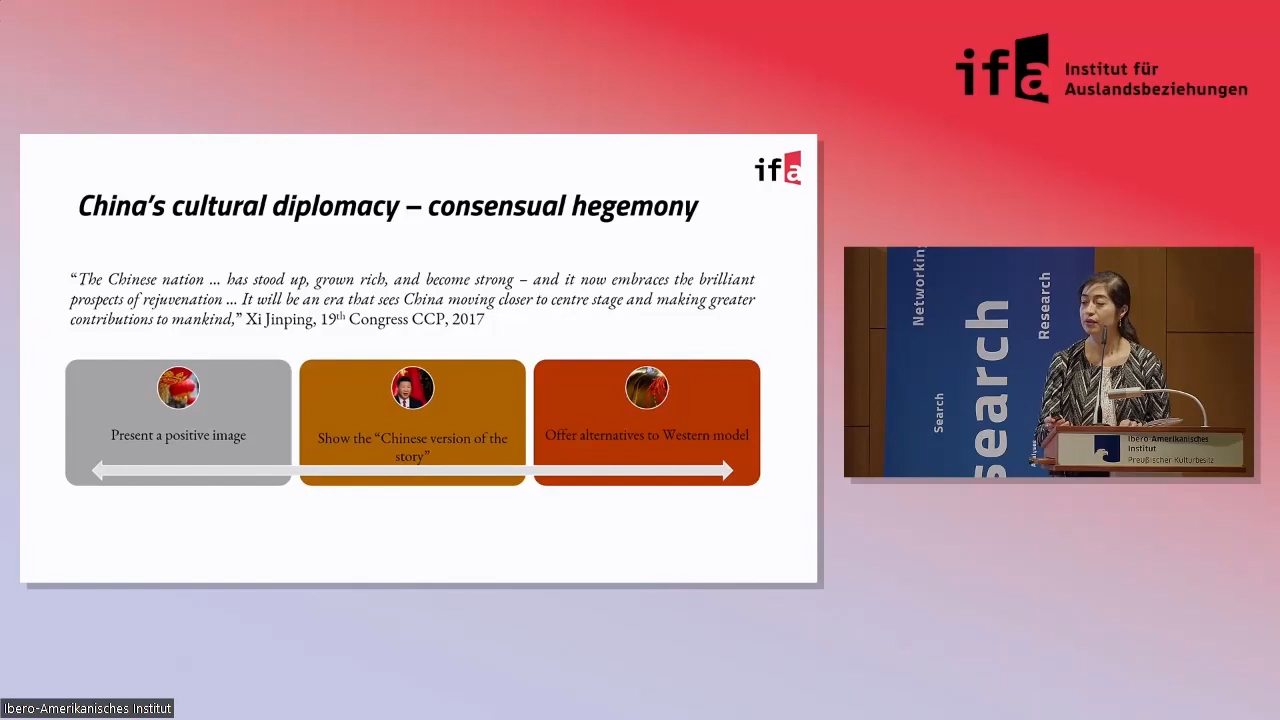 ifa Institut für
Auslandsbeziehungen
ifa
China’s cultural diplomacy – consensual hegemony
“The Chinese nation ... has stood up, grown rich, and become strong – and it now embraces the brilliant
prospects of rejuvenation ... It will be an era that sees China moving closer to centre stage and making greater
contributions to mankind,” Xi Jinping, 19th Congress CCP, 2017
Present a positive image
Show the “Chinese version of the
story”
Offer alternatives to Western model
Networking
Research
search
Search
Ibero-Amerikanisches
Institut
Preußischer Kulturbesitz
Ibero-Amerikanisches Institut